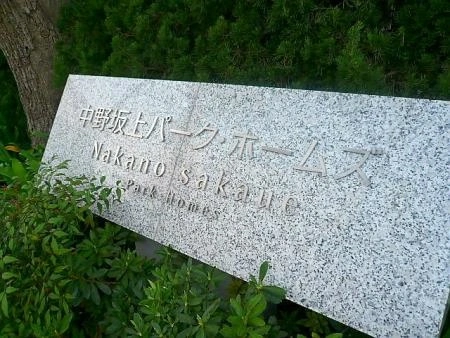 中野坂上パーク・ホームズ
Nakano sakaue
Park Homes